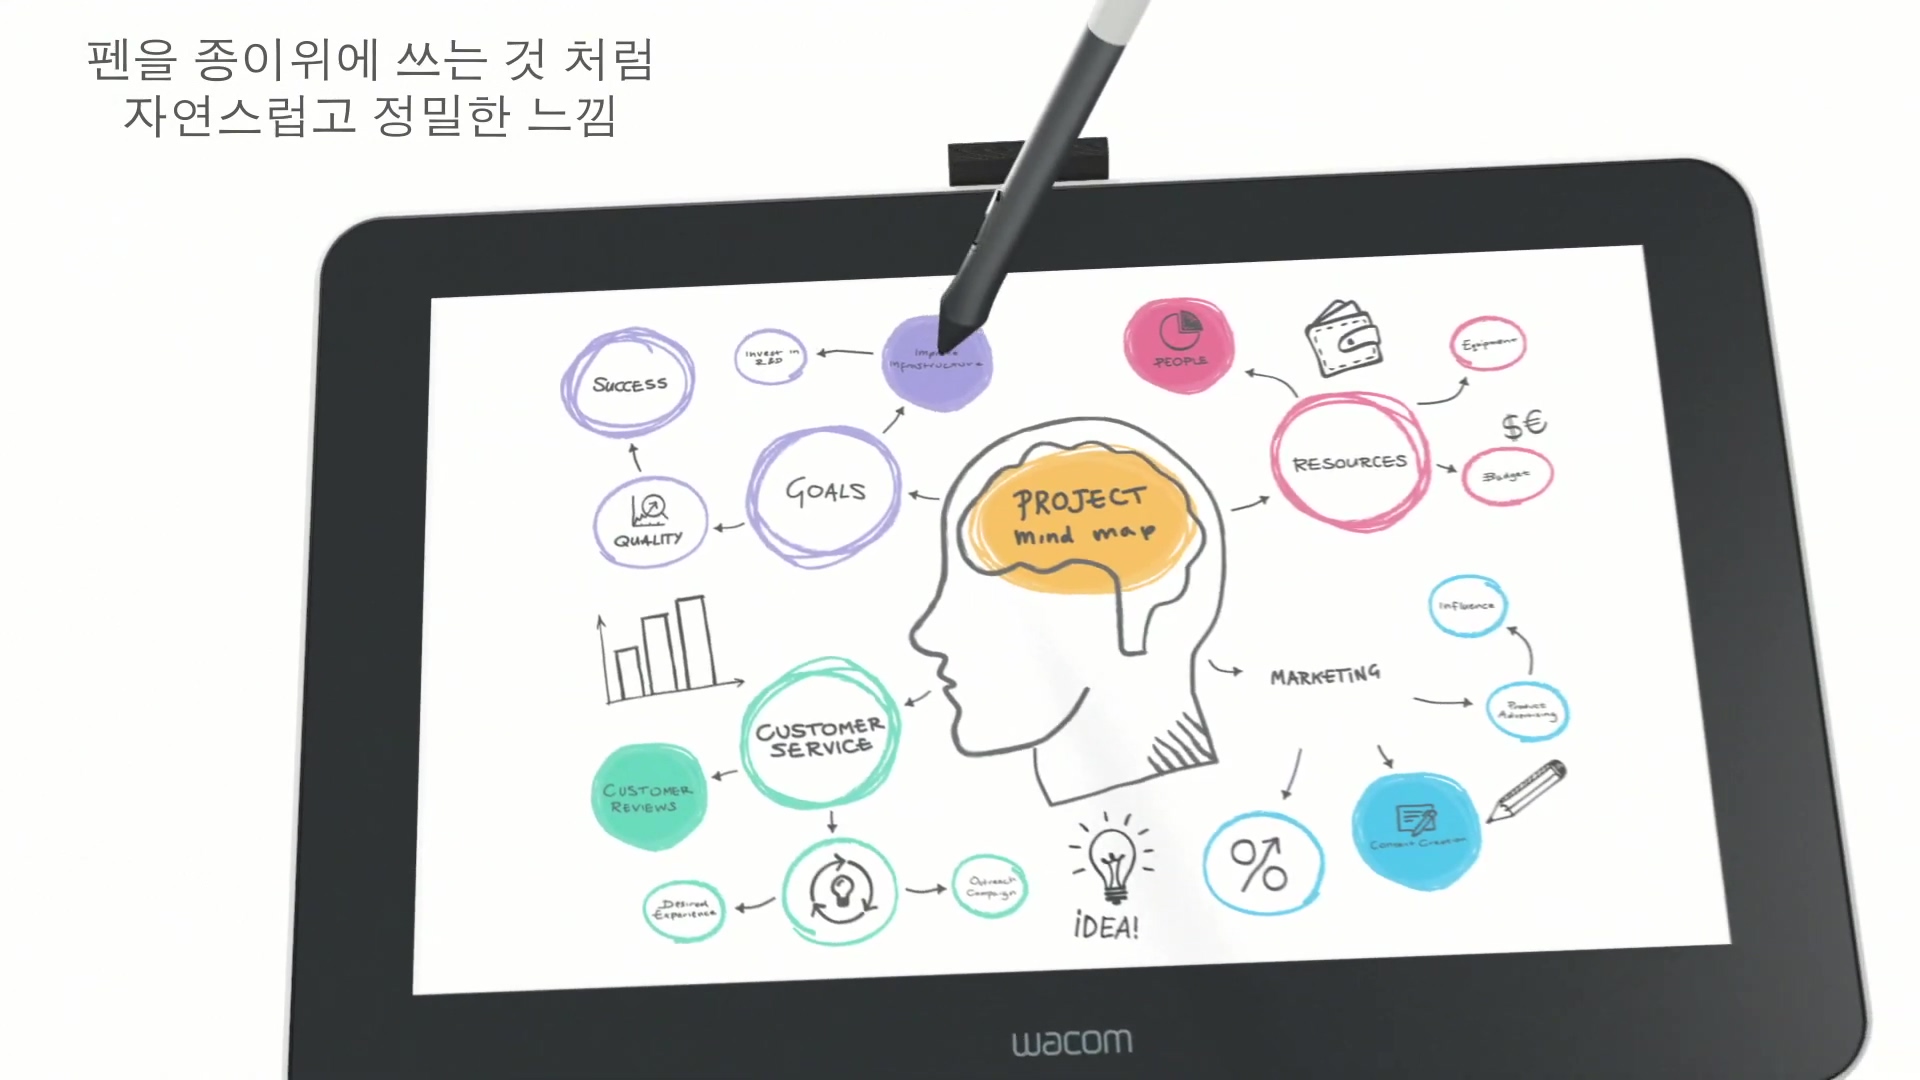 펜을 종이위에 쓰는 것 처럼
자연스럽고 정밀한 느낌
SUCCESS
Invest in
R&D
Infrastructure
PEOPLE
Equipment
$€
GOALS
PROJECT
mind map
RESOURCES
Budget
QUALITY
Influence
MARKETING
Product
Advertising
CUSTOMER
SERVICE
CUSTOMER
REVIEWS
Content Creation
%
Desired
Experience
Outreach
Campaign
iDEA!
wacom